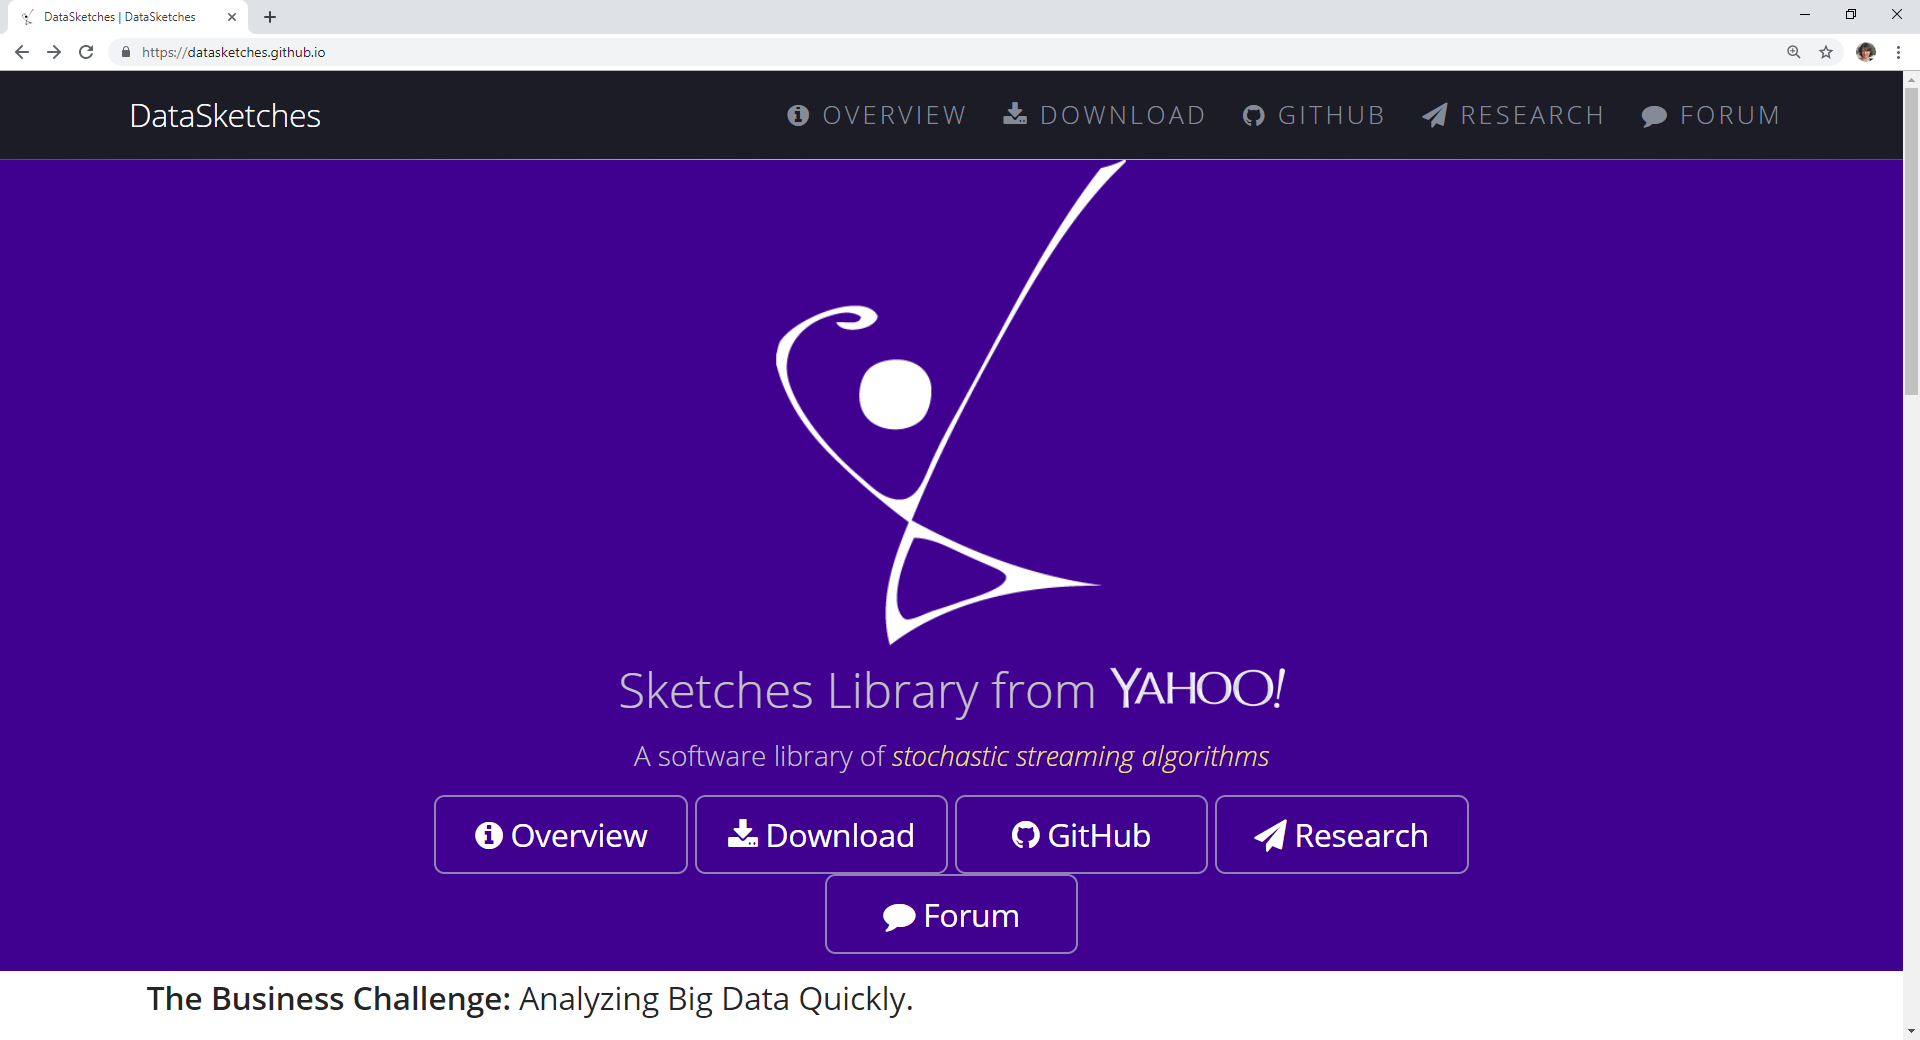 DataSketches | DataSketches
https://datasketches.github.io
DataSketches OVERVIEW DOWNLOAD GITHUB RESEARCH FORUM
Sketches Library from YAHOO!
A software library of stochastic streaming algorithms
Overview Download GitHub Research
Forum
The Business Challenge: Analyzing Big Data Quickly.